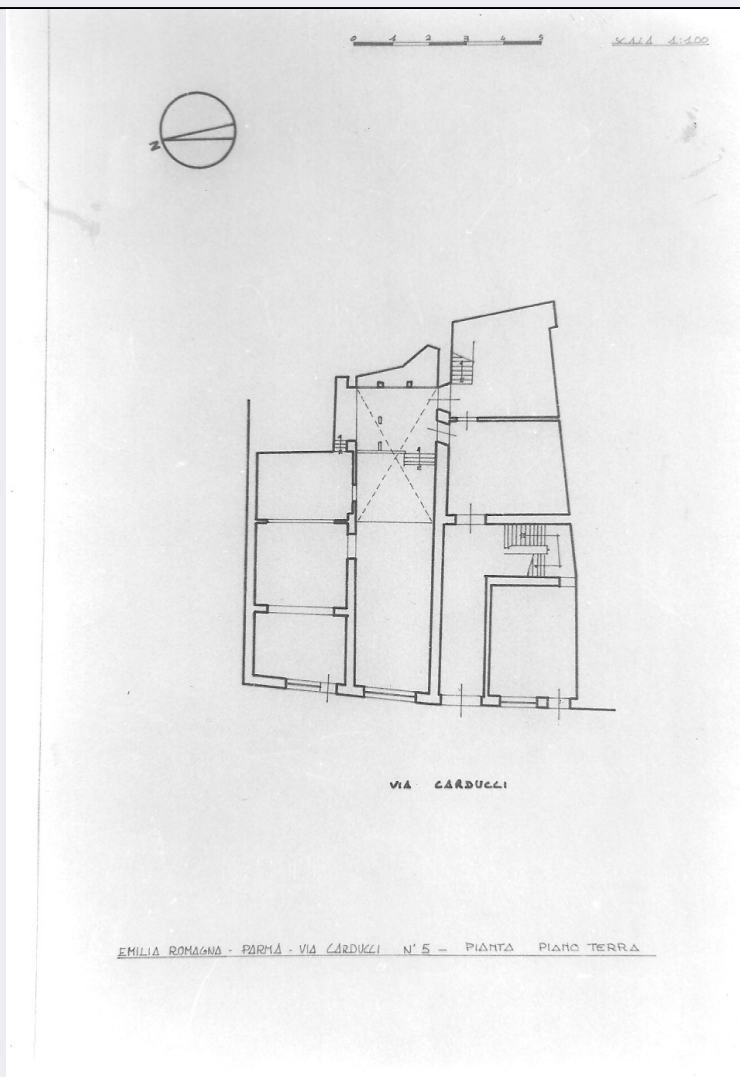 0 1 2 3 4 5 SCALA 1:100
N
VIA CARDUCCI
EMILIA ROMAGNA - PARMA - VIA CARDUCCI N° 5 - PIANTA PIANO TERRA